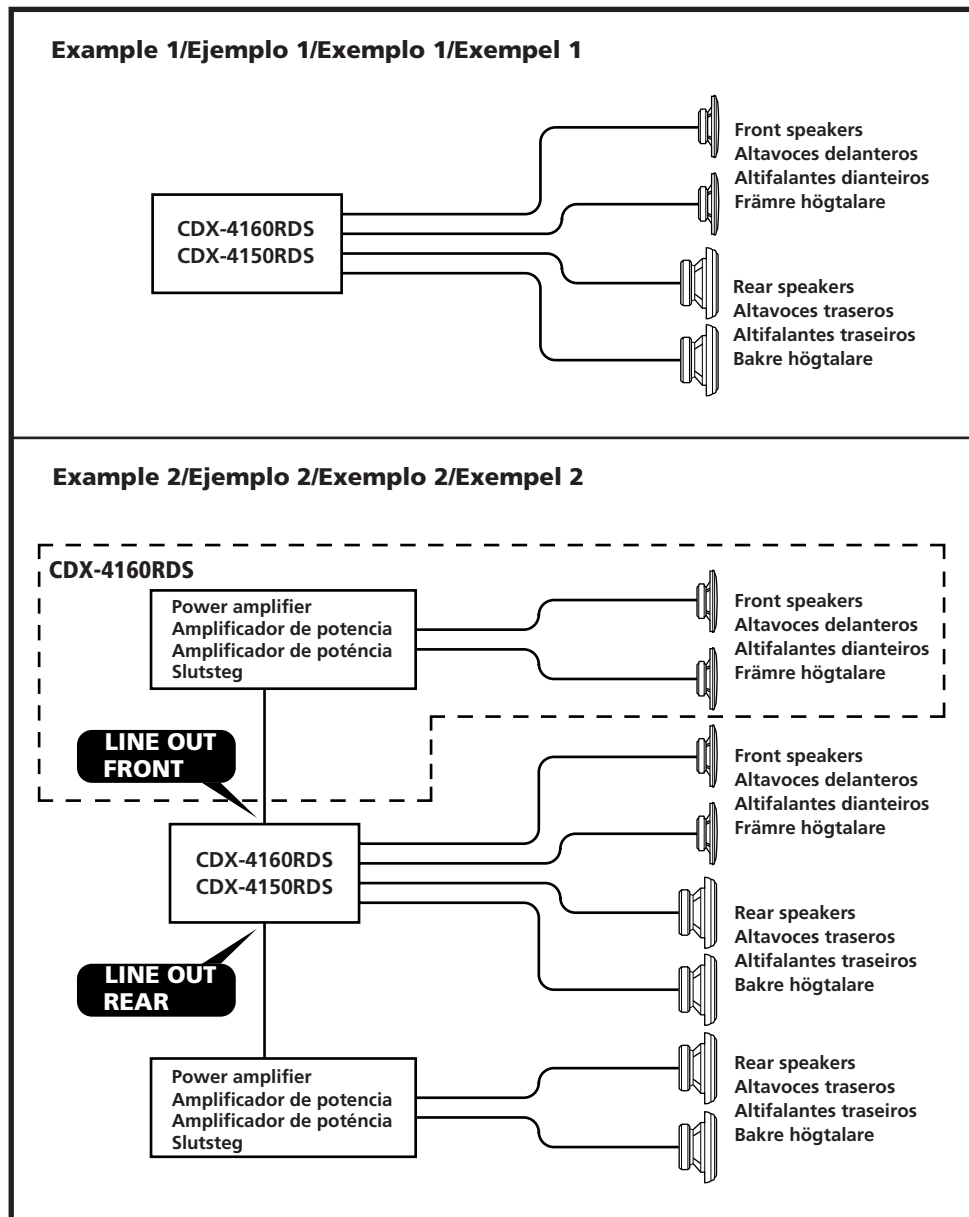 Example 1/Ejemplo 1/Exemplo 1/Exempel 1
CDX-4160RDS
CDX-4150RDS
Front speakers
Altavoces delanteros
Altifalantes dianteiros
Främre högtalare
Rear speakers
Altavoces traseros
Altifalantes traseiros
Bakre högtalare
Example 2/Ejemplo 2/Exemplo 2/Exempel 2
CDX-4160RDS
Power amplifier
Amplificador de potencia
Amplificador de poténcia
Slutsteg
Front speakers
Altavoces delanteros
Altifalantes dianteiros
Främre högtalare
LINE OUT
FRONT
Front speakers
Altavoces delanteros
Altifalantes dianteiros
Främre högtalare
CDX-4160RDS
CDX-4150RDS
Rear speakers
Altavoces traseros
Altifalantes traseiros
Bakre högtalare
LINE OUT
REAR
Power amplifier
Amplificador de potencia
Amplificador de poténcia
Slutsteg
Rear speakers
Altavoces traseros
Altifalantes traseiros
Bakre högtalare